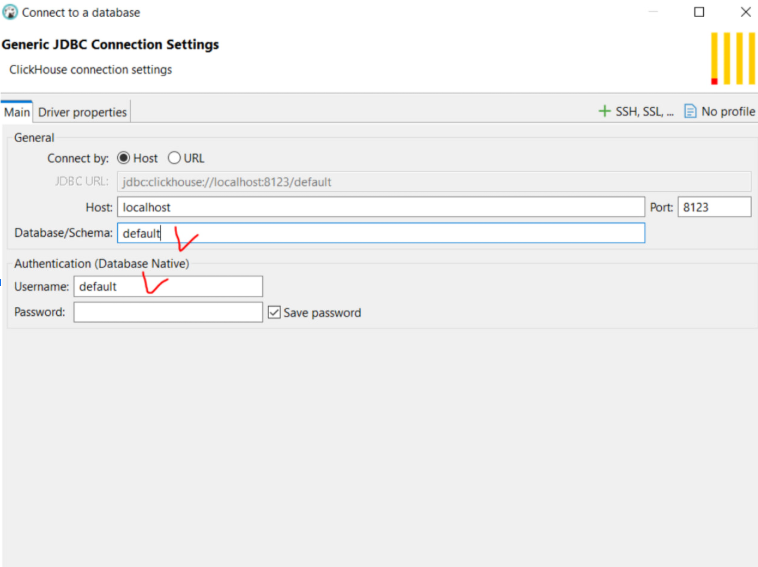 Connect to a database
Generic JDBC Connection Settings
ClickHouse connection settings
Main Driver properties SSH, SSL, ... No profile
General
Connect by: Host URL
JDBC URL: jdbc:clickhouse://localhost:8123/default
Host: localhost Port: 8123
Database/Schema: default
Authentication (Database Native)
Username: default
Password: Save password